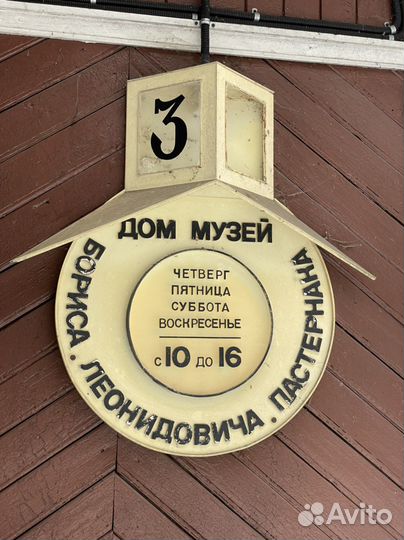 3
ДОМ МУЗЕЙ
БОРИСА . ЛЕОНИДОВИЧА . ПАСТЕРНАКА
ЧЕТВЕРГ
ПЯТНИЦА
СУББОТА
ВОСКРЕСЕНЬЕ
С 10 ДО 16
Avito